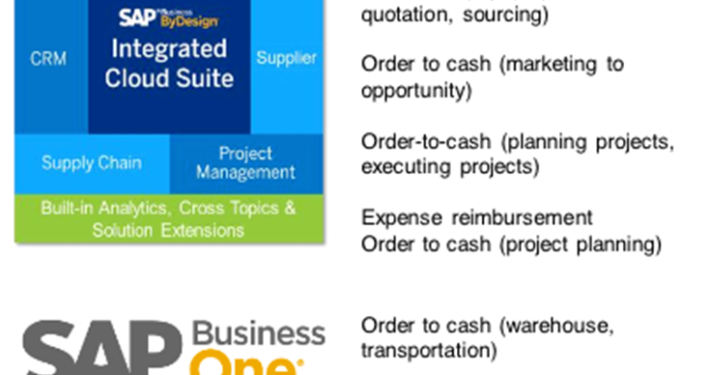 SAP Business ByDesign
Integrated
Cloud Suite
CRM
Supplier
Supply Chain
Project
Management
Built-in Analytics, Cross Topics &
Solution Extensions
quotation, sourcing)
Order to cash (marketing to
opportunity)
Order-to-cash (planning projects,
executing projects)
Expense reimbursement
Order to cash (project planning)
SAP Business
One
Order to cash (warehouse,
transportation)